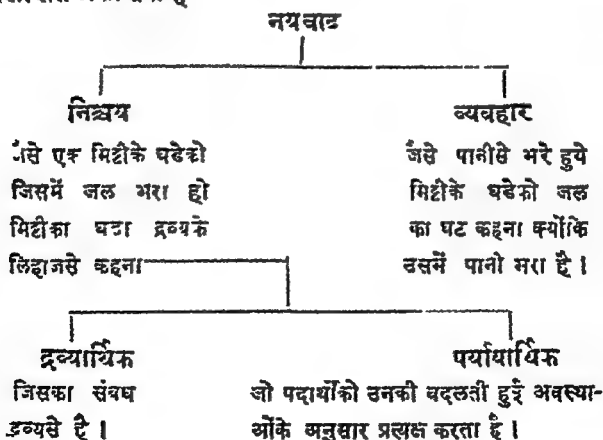 नयवाद
निश्चय
जैसे एक मिट्टीके घडेको
जिसमें जल भरा हो
मिट्टीका घडा द्रव्यके
लिहाजसे कहना
व्यवहार
जैसे पानीसे भरे हुये
मिट्टीके घडेको जल
का घट कहना क्योंकि
उसमें पानी भरा है ।
द्रव्यार्थिक
जिसका संबध
द्रव्यसे है ।
पर्यायार्थिक
जो पदार्थोंको उनकी बदलती हुई अवस्था-
ओंके अनुसार प्रत्यक्ष करता है ।